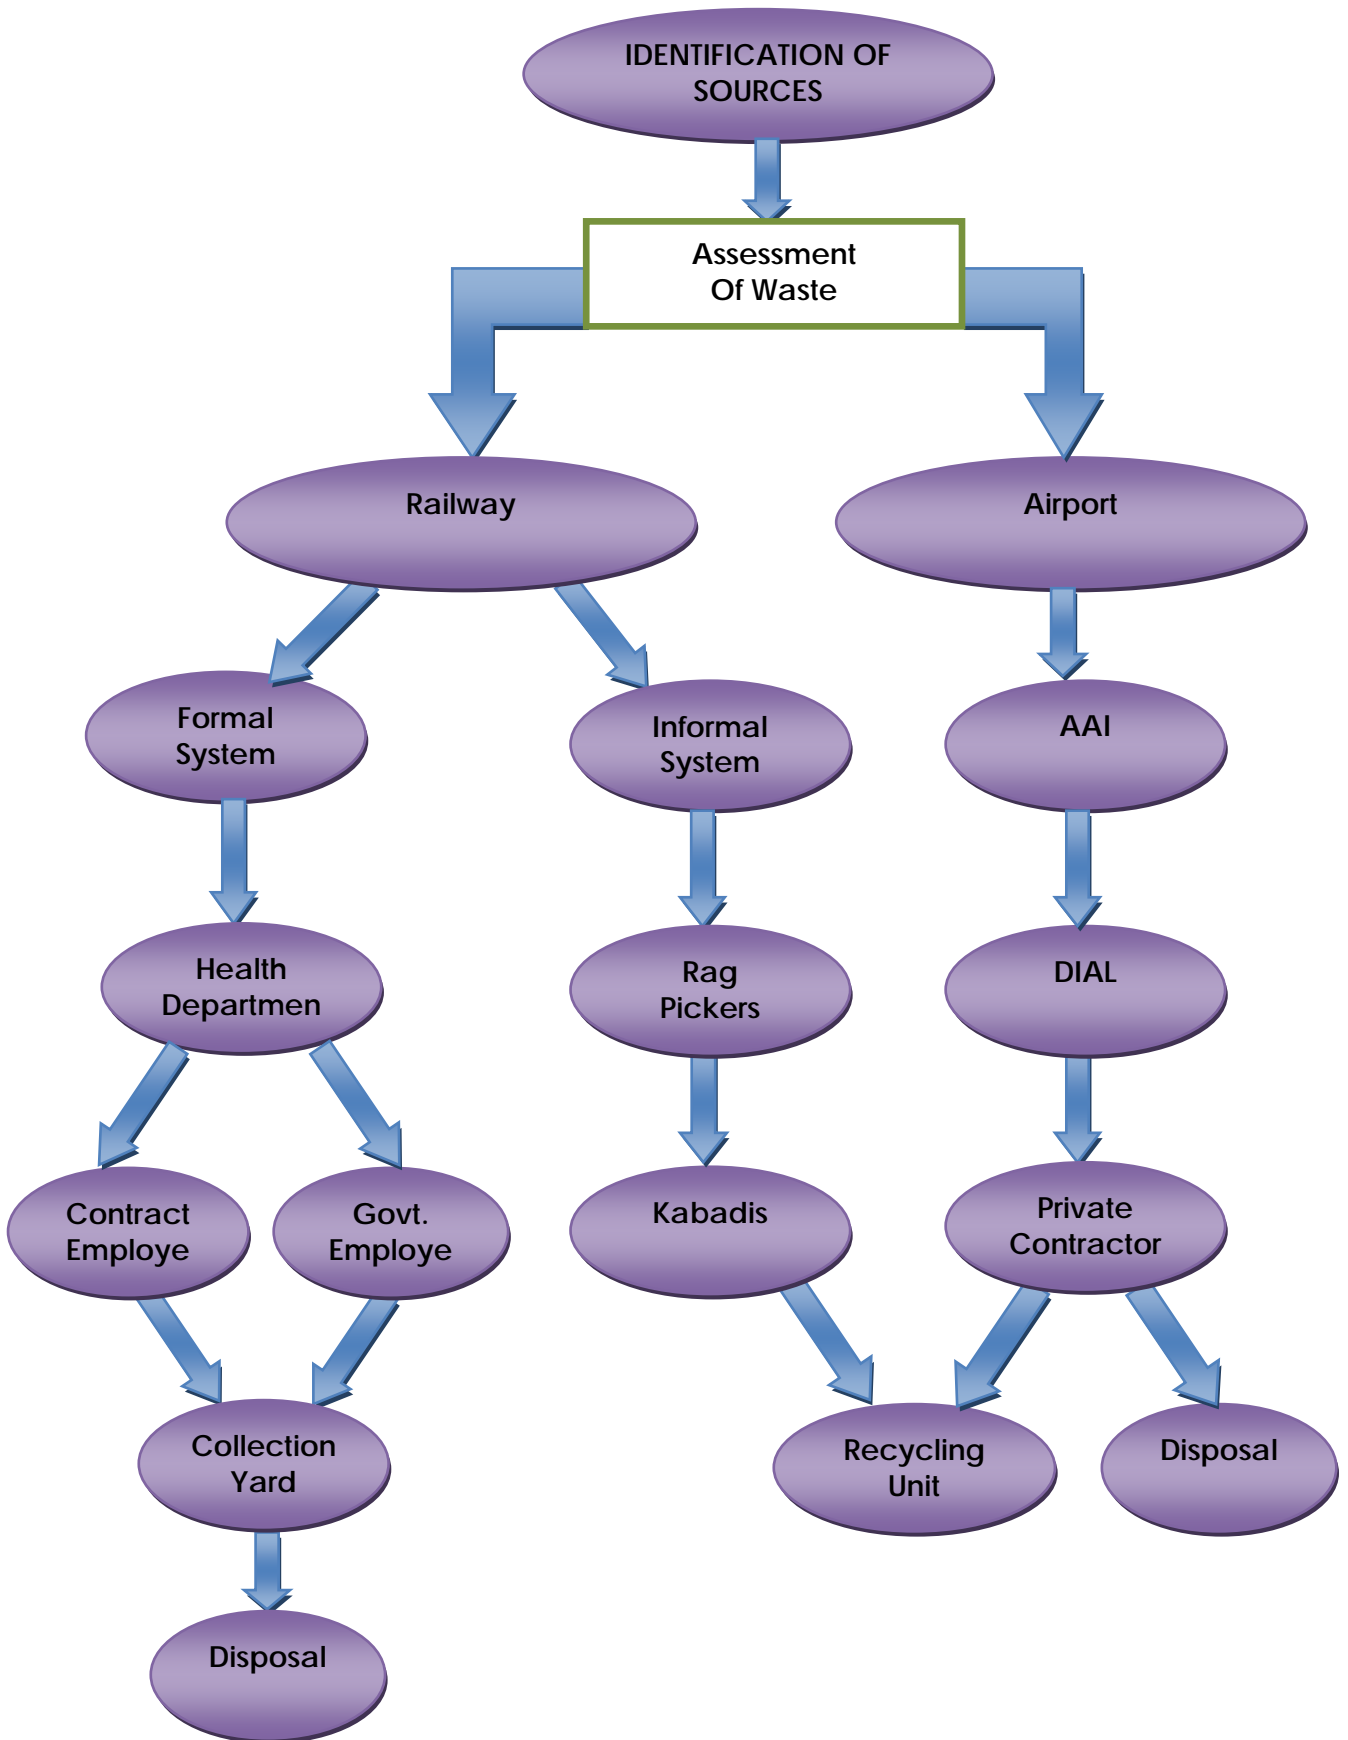 IDENTIFICATION OF
SOURCES
Assessment
Of Waste
Railway
Airport
Formal
System
Informal
System
AAI
Health
Departmen
Rag
Pickers
DIAL
Contract
Employe
Govt.
Employe
Kabadis
Private
Contractor
Collection
Yard
Recycling
Unit
Disposal
Disposal